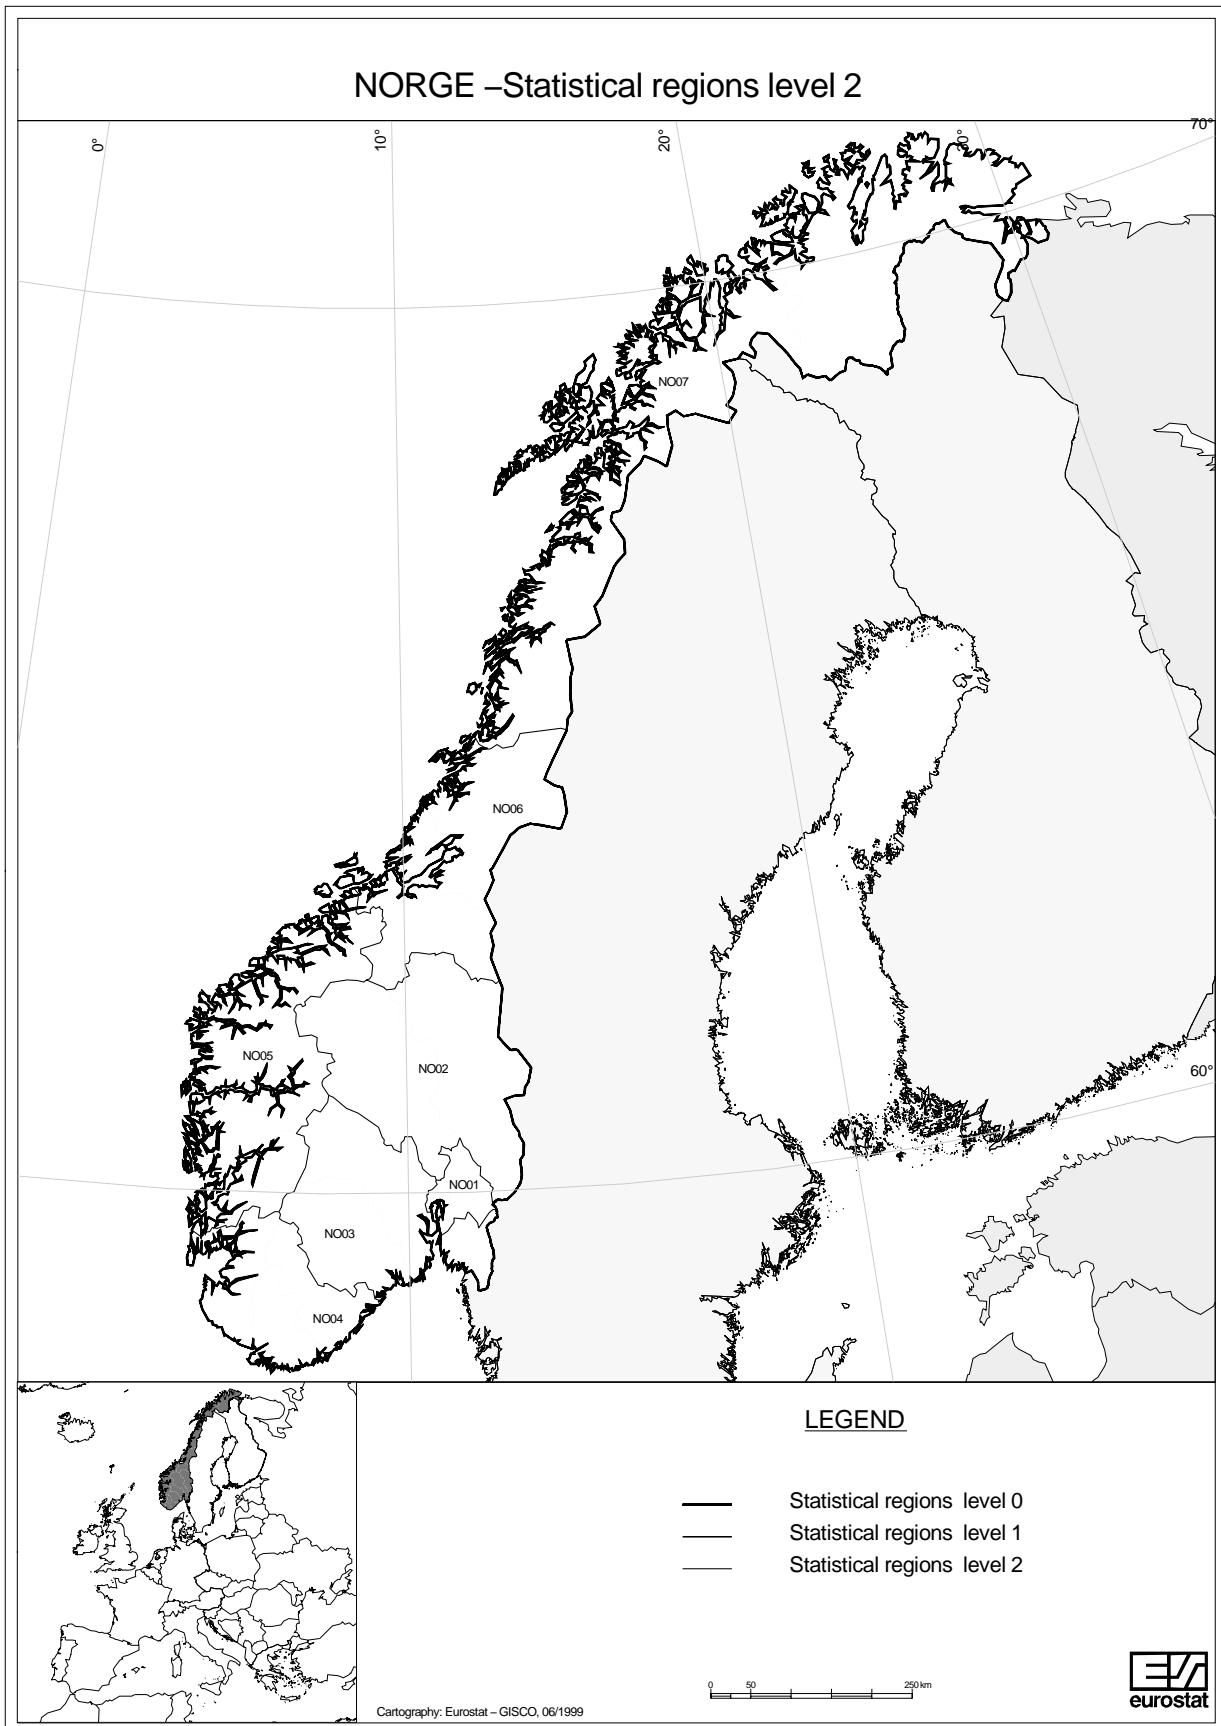 NORGE –Statistical regions level 2
0°
10°
20°
30°
70°
NO07
NO06
NO05
NO02
60°
NO01
NO03
NO04
LEGEND
Statistical regions level 0
Statistical regions level 1
Statistical regions level 2
0 50 250 km
Cartography: Eurostat – GISCO, 06/1999
eurostat